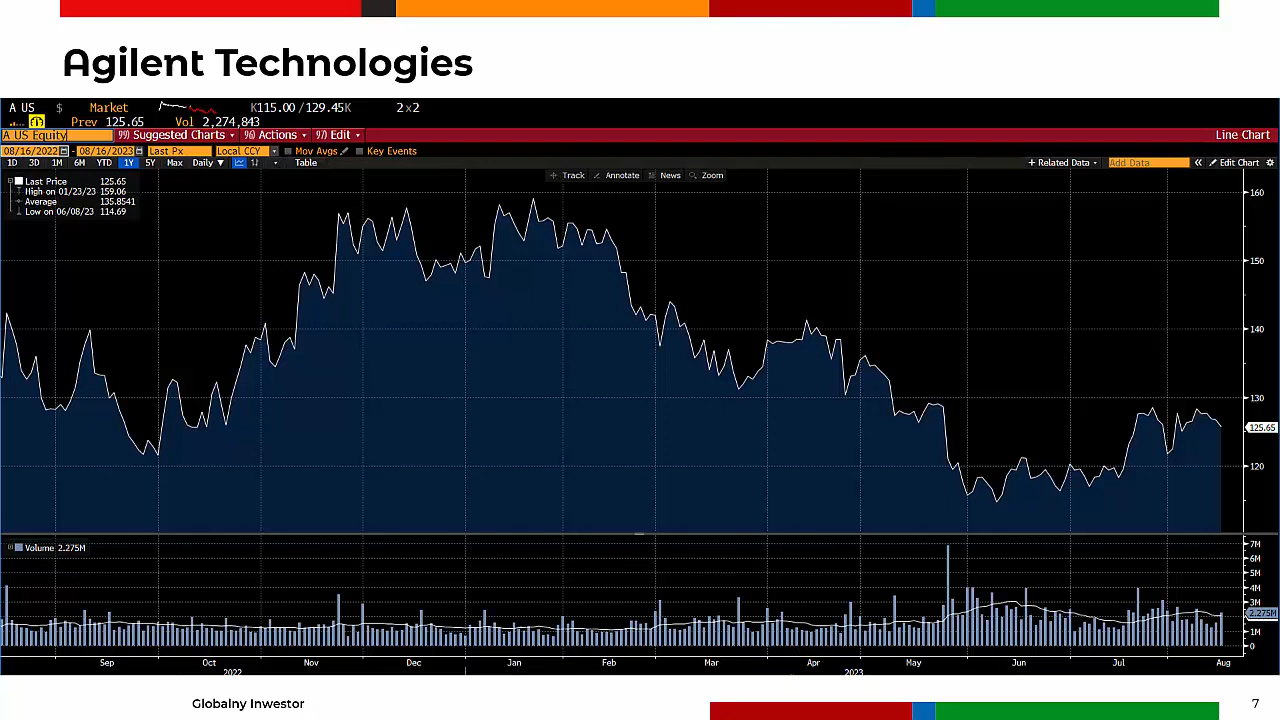 Agilent Technologies
A US $ Market K115.00 / 129.45K 2x2
Prev 125.65 Vol 2,274,843
A US Equity 99) Suggested Charts 96) Actions 97) Edit Line Chart
08/16/2022 - 08/16/2023 Last Px Local CCY Mov Avgs Key Events
1D 3D 1M 6M YTD 1Y 5Y Max Daily ▼ Table + Related Data Add Data « Edit Chart
Track Annotate News Zoom
Last Price 125.65
High on 01/23/23 159.06
Average 135.8541
Low on 06/08/23 114.69
160
150
140
130
125.65
120
Volume 2.275M
7M
6M
5M
4M
3M
2.275M
1M
0
Sep Oct Nov Dec Jan Feb Mar Apr May Jun Jul Aug
2022 2023
Globalny Investor 7